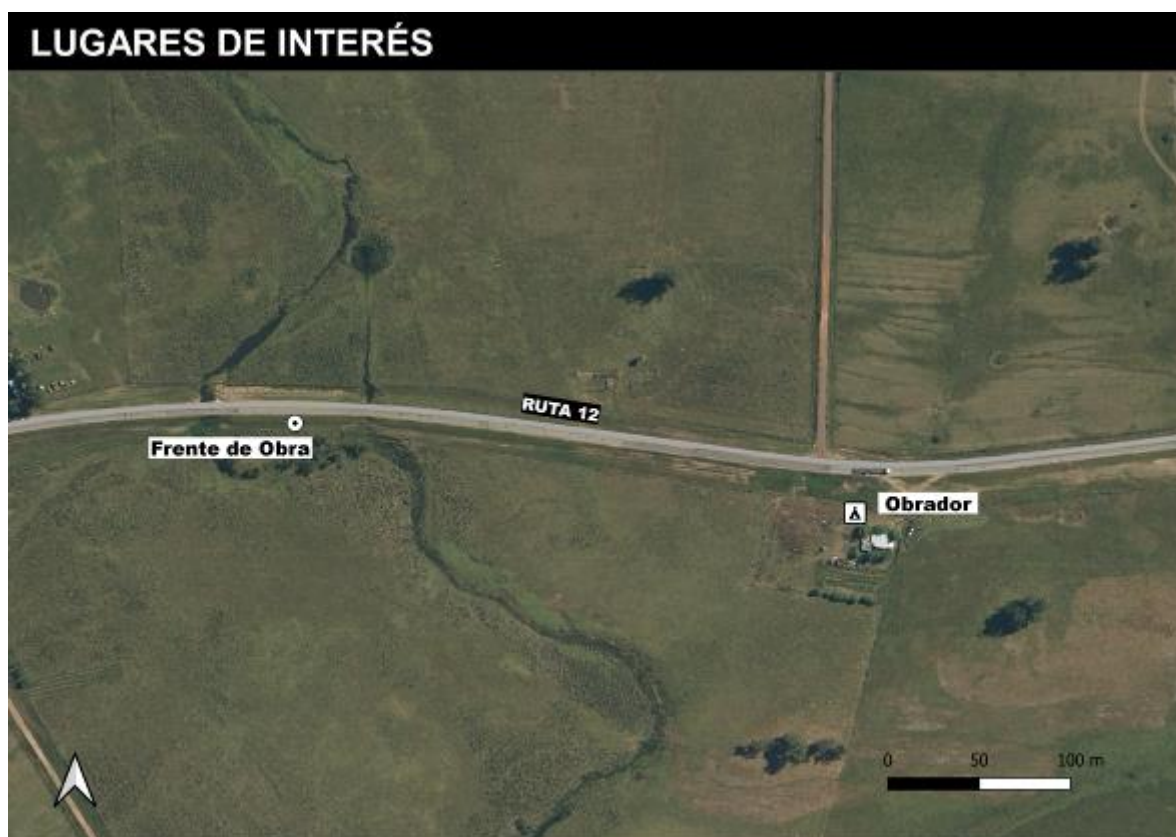 LUGARES DE INTERÉS
RUTA 12
Frente de Obra
Obrador
0 50 100 m